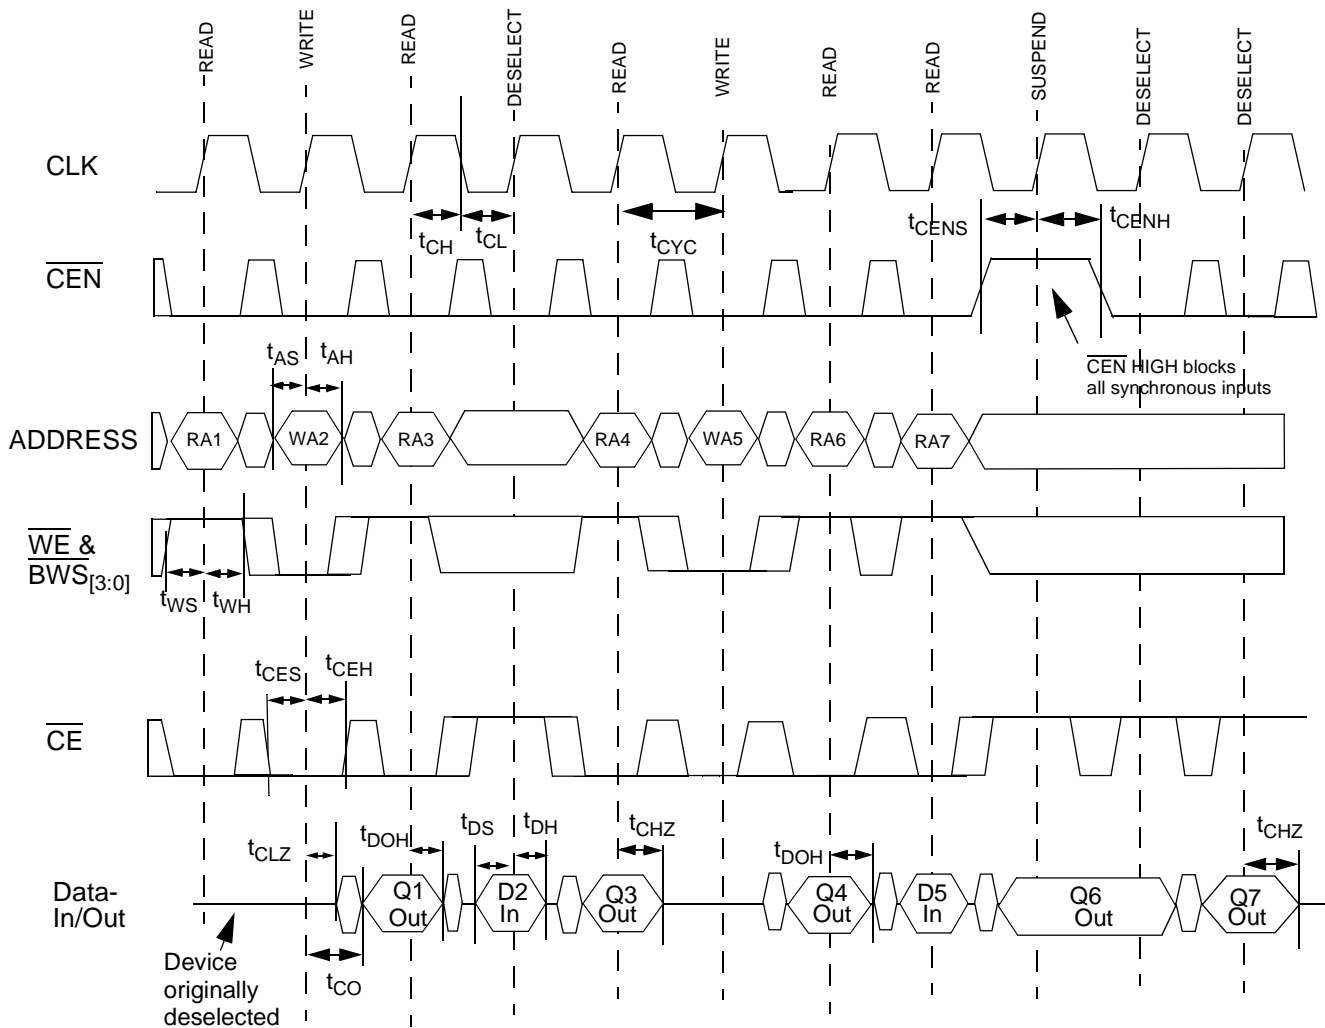 READ
WRITE
READ
DESELECT
READ
WRITE
READ
READ
SUSPEND
DESELECT
DESELECT
CLK
tCH
tCL
tCYC
tCENS
tCENH
CEN
CEN HIGH blocks
all synchronous inputs
tAS
tAH
ADDRESS
RA1
WA2
RA3
RA4
WA5
RA6
RA7
WE &
BWS[3:0]
tWS
tWH
tCES
tCEH
CE
tCLZ
tDOH
tDS
tDH
tCHZ
tDOH
tCHZ
Data-
In/Out
Q1
Out
D2
In
Q3
Out
Q4
Out
D5
In
Q6
Out
Q7
Out
tCO
Device
originally
deselected